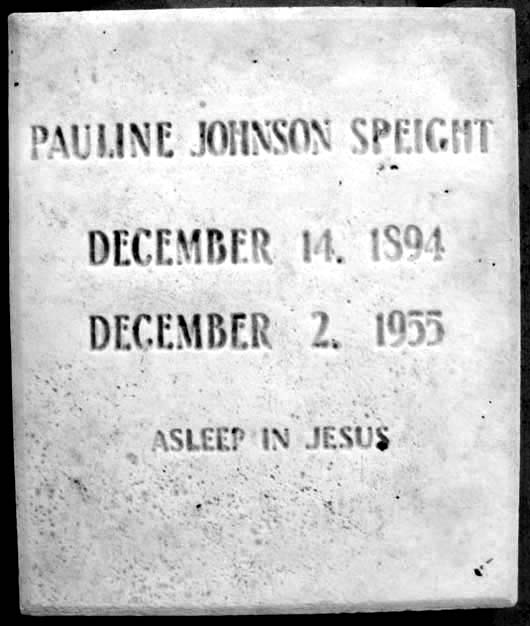 PAULINE JOHNSON SPEIGHT
DECEMBER 14. 1894
DECEMBER 2. 1955
ASLEEP IN JESUS